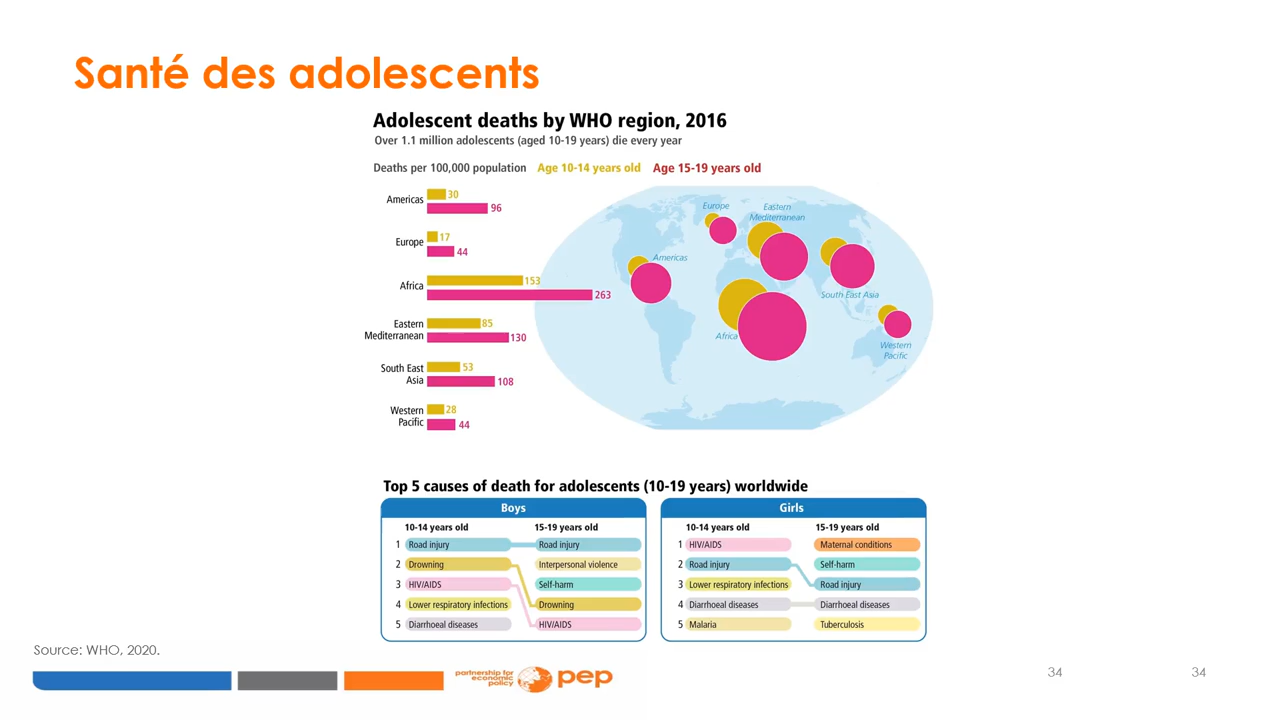 Santé des adolescents
Adolescent deaths by WHO region, 2016
Over 1.1 million adolescents (aged 10-19 years) die every year
Deaths per 100,000 population Age 10-14 years old Age 15-19 years old
Americas
30
96
Europe
17
44
Africa
153
263
Eastern
Mediterranean
85
130
South East
Asia
53
108
Western
Pacific
28
44
Europe
Eastern
Mediterranean
Americas
South East Asia
Africa
Western
Pacific
Top 5 causes of death for adolescents (10-19 years) worldwide
Boys
10-14 years old 15-19 years old
1 Road injury Road injury
2 Drowning Interpersonal violence
3 HIV/AIDS Self-harm
4 Lower respiratory infections Drowning
5 Diarrhoeal diseases HIV/AIDS
Girls
10-14 years old 15-19 years old
1 HIV/AIDS Maternal conditions
2 Road injury Self-harm
3 Lower respiratory infections Road injury
4 Diarrhoeal diseases Diarrhoeal diseases
5 Malaria Tuberculosis
Source: WHO, 2020.
partnership for
economic
policy
pep
34
34